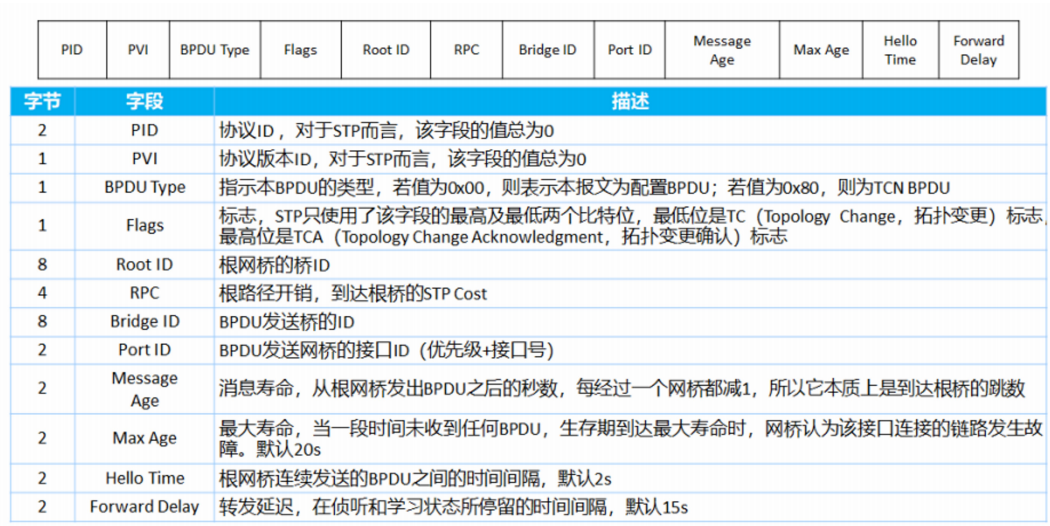 PID PVI BPDU Type Flags Root ID RPC Bridge ID Port ID Message Age Max Age Hello Time Forward Delay
字节 字段 描述
2 PID 协议ID ，对于STP而言，该字段的值总为0
1 PVI 协议版本ID，对于STP而言，该字段的值总为0
1 BPDU Type 指示本BPDU的类型，若值为0x00，则表示本报文为配置BPDU；若值为0x80，则为TCN BPDU
1 Flags 标志，STP只使用了该字段的最高及最低两个比特位，最低位是TC（Topology Change，拓扑变更）标志，
最高位是TCA（Topology Change Acknowledgment，拓扑变更确认）标志
8 Root ID 根网桥的桥ID
4 RPC 根路径开销，到达根桥的STP Cost
8 Bridge ID BPDU发送桥的ID
2 Port ID BPDU发送网桥的接口ID（优先级+接口号）
2 Message Age 消息寿命，从根网桥发出BPDU之后的秒数，每经过一个网桥都减1，所以它本质上是到达根桥的跳数
2 Max Age 最大寿命，当一段时间未收到任何BPDU，生存期到达最大寿命时，网桥认为该接口连接的链路发生故
障。默认20s
2 Hello Time 根网桥连续发送的BPDU之间的时间间隔，默认2s
2 Forward Delay 转发延迟，在侦听和学习状态所停留的时间间隔，默认15s